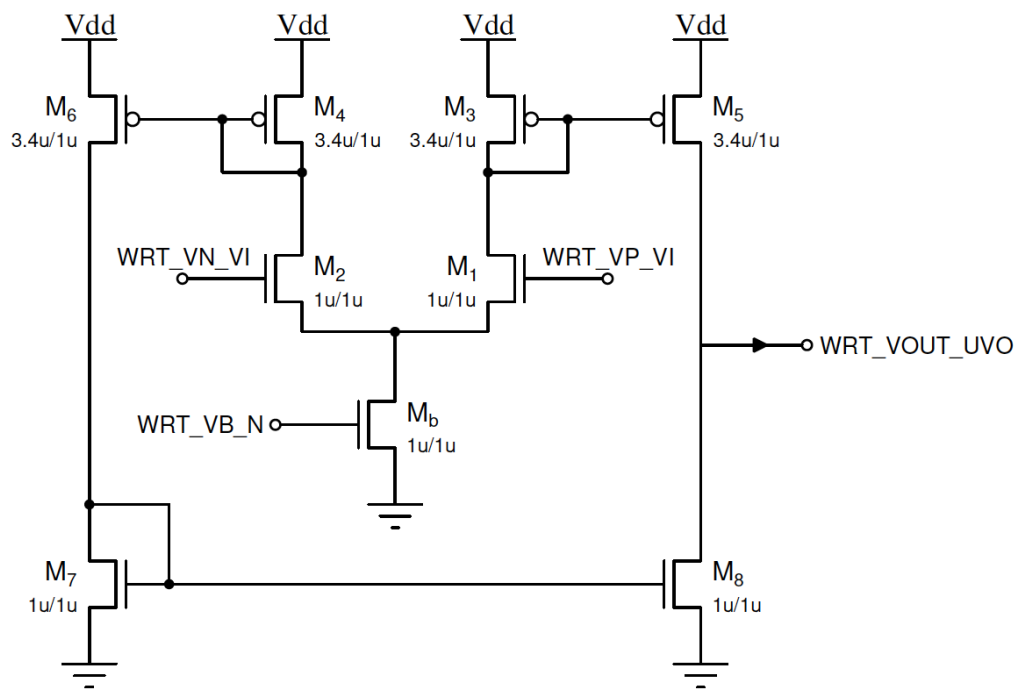 Vdd Vdd Vdd Vdd
M6 M4 M3 M5
3.4u/1u 3.4u/1u 3.4u/1u 3.4u/1u
WRT_VN_VI M2 M1 WRT_VP_VI
1u/1u 1u/1u
WRT_VOUT_UVO
WRT_VB_N Mb
1u/1u
M7 M8
1u/1u 1u/1u